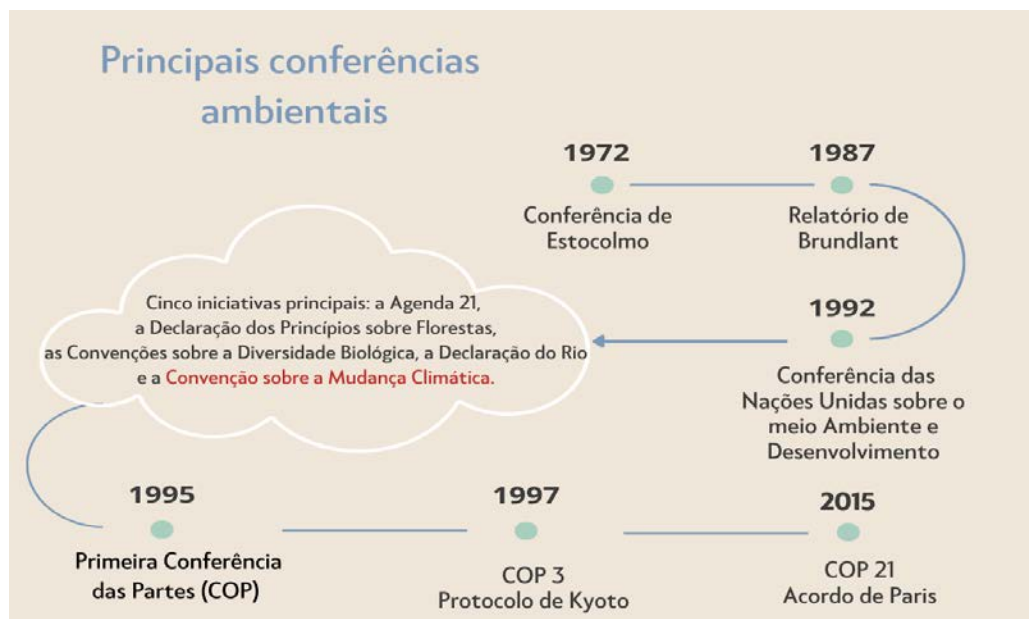 Principais conferências
ambientais
1972
Conferência de
Estocolmo
1987
Relatório de
Brundlant
1992
Conferência das
Nações Unidas sobre o
meio Ambiente e
Desenvolvimento
Cinco iniciativas principais: a Agenda 21,
a Declaração dos Princípios sobre Florestas,
as Convenções sobre a Diversidade Biológica, a Declaração do Rio
e a Convenção sobre a Mudança Climática.
1995
Primeira Conferência
das Partes (COP)
1997
COP 3
Protocolo de Kyoto
2015
COP 21
Acordo de Paris